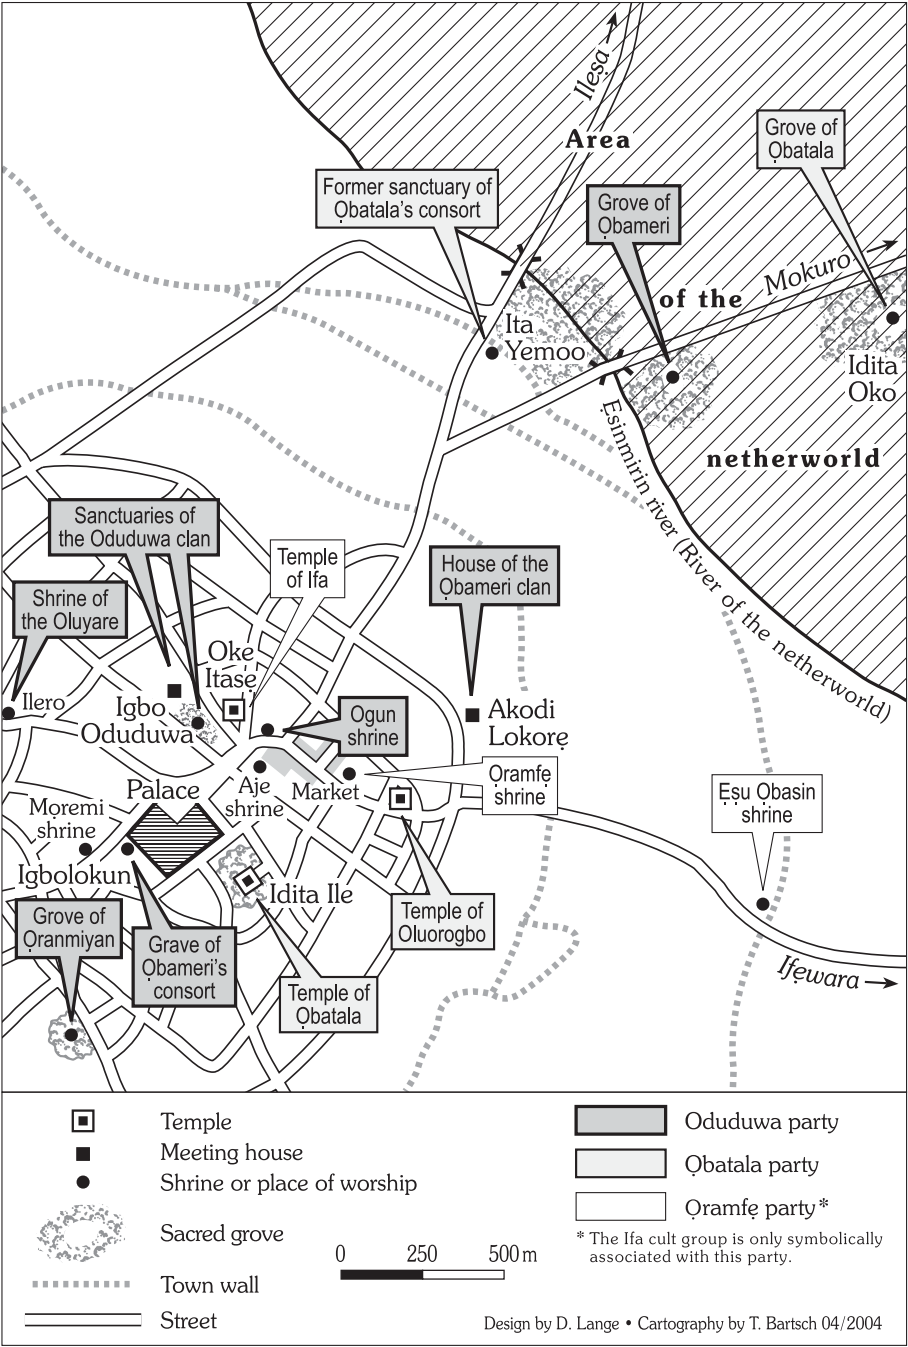 Ileṣa
Area
Grove of
Ọbatala
Former sanctuary of
Ọbatala's consort
Grove of
Ọbameri
Mokuro
of the
Ita
Yemoo
Idita
Oko
netherworld
Ẹsinmirin river (River of the netherworld)
Sanctuaries of
the Oduduwa clan
Temple
of Ifa
House of the
Ọbameri clan
Shrine of
the Oluyare
Oke
Itasẹ
Ilero
Igbo
Oduduwa
Ogun
shrine
Akodi
Lokorẹ
Palace
Aje
shrine
Market
Ọramfẹ
shrine
Ẹṣu Ọbasin
shrine
Mọremi
shrine
Igbolokun
Idita Ile
Grove of
Ọranmiyan
Grave of
Ọbameri's
consort
Temple of
Oluorogbo
Temple of
Ọbatala
Ifẹwara
Temple
Meeting house
Shrine or place of worship
Sacred grove
Town wall
Street
0 250 500 m
Oduduwa party
Ọbatala party
Ọramfẹ party*
* The Ifa cult group is only symbolically
associated with this party.
Design by D. Lange • Cartography by T. Bartsch 04/2004